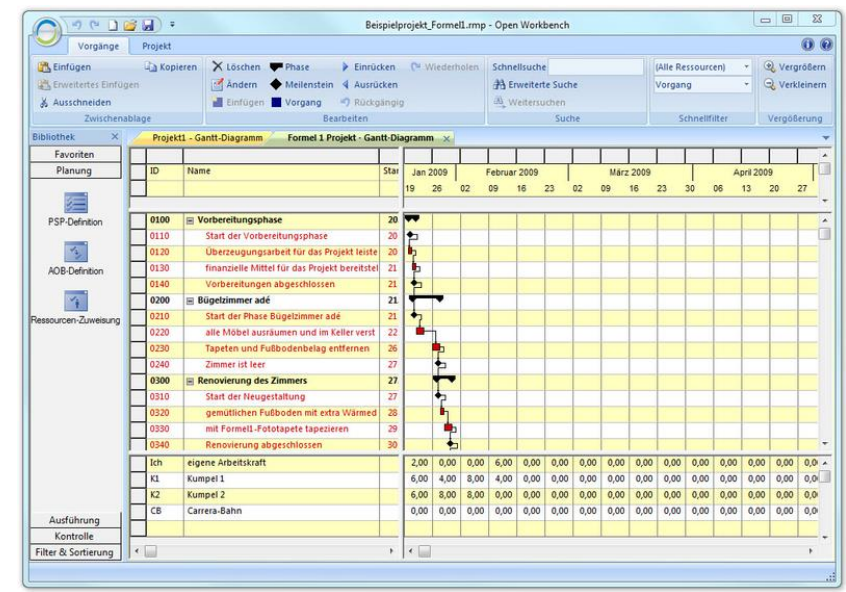 Beispielprojekt_Formel1.rmp - Open Workbench
Vorgänge Projekt
Einfügen Kopieren Löschen Phase Einrücken Wiederholen Schnellsuche (Alle Ressourcen) Vergrößern
Erweitertes Einfügen Ändern Meilenstein Ausrücken Erweiterte Suche Vorgang Verkleinern
Ausschneiden Einfügen Vorgang Rückgängig Weitersuchen
Zwischenablage Bearbeiten Suche Schnellfilter Vergrößerung
Bibliothek Projekt1 - Gantt-Diagramm Formel 1 Projekt - Gantt-Diagramm
Favoriten
Planung
PSP-Definition
AOB-Definition
Ressourcen-Zuweisung
Ausführung
Kontrolle
Filter & Sortierung
ID Name Star Jan 2009 Februar 2009 März 2009 April 2009
19 26 02 09 16 23 02 09 16 23 30 06 13 20 27
0100 Vorbereitungsphase 20
0110 Start der Vorbereitungsphase 20
0120 Überzeugungsarbeit für das Projekt leiste 20
0130 finanzielle Mittel für das Projekt bereitstel 21
0140 Vorbereitungen abgeschlossen 21
0200 Bügelzimmer adé 21
0210 Start der Phase Bügelzimmer adé 21
0220 alle Möbel ausräumen und im Keller verst 22
0230 Tapeten und Fußbodenbelag entfernen 26
0240 Zimmer ist leer 27
0300 Renovierung des Zimmers 27
0310 Start der Neugestaltung 27
0320 gemütlichen Fußboden mit extra Wärmed 28
0330 mit Formel1-Fototapete tapezieren 29
0340 Renovierung abgeschlossen 30
Ich eigene Arbeitskraft 2,00 0,00 0,00 6,00 0,00 0,00 0,00 0,00 0,00 0,00 0,00 0,00 0,00 0,00 0,0
K1 Kumpel 1 6,00 4,00 8,00 4,00 0,00 0,00 0,00 0,00 0,00 0,00 0,00 0,00 0,00 0,00 0,0
K2 Kumpel 2 6,00 8,00 8,00 0,00 0,00 0,00 0,00 0,00 0,00 0,00 0,00 0,00 0,00 0,00 0,0
CB Carrera-Bahn 0,00 0,00 0,00 0,00 0,00 0,00 0,00 0,00 0,00 0,00 0,00 0,00 0,00 0,00 0,0